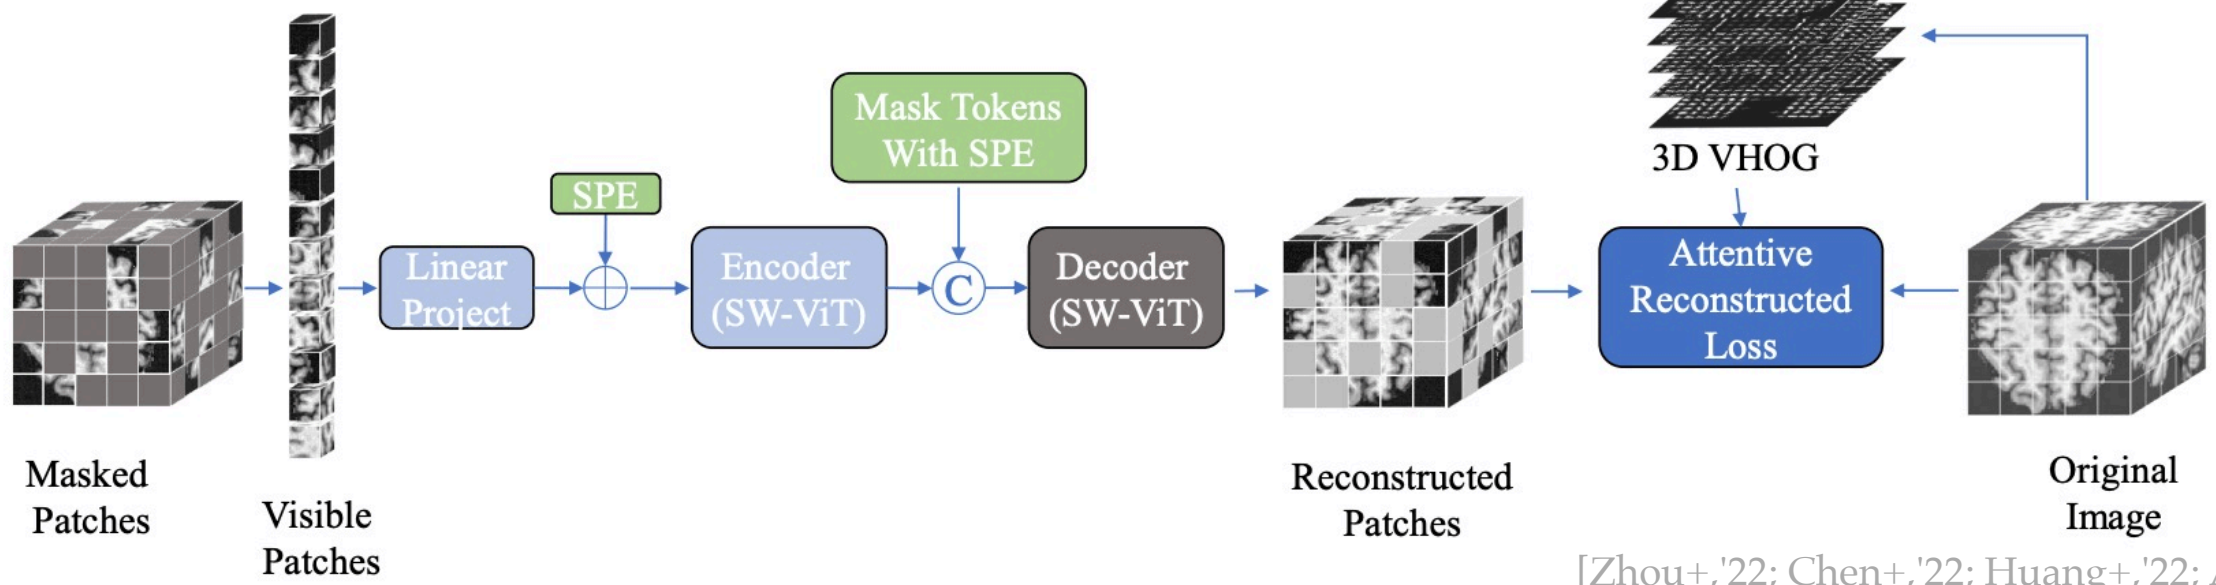 Masked
Patches
Visible
Patches
Linear
Project
SPE
Encoder
(SW-ViT)
Mask Tokens
With SPE
C
Decoder
(SW-ViT)
Reconstructed
Patches
3D VHOG
Attentive
Reconstructed
Loss
Original
Image
[Zhou+,'22; Chen+,'22; Huang+,'22;